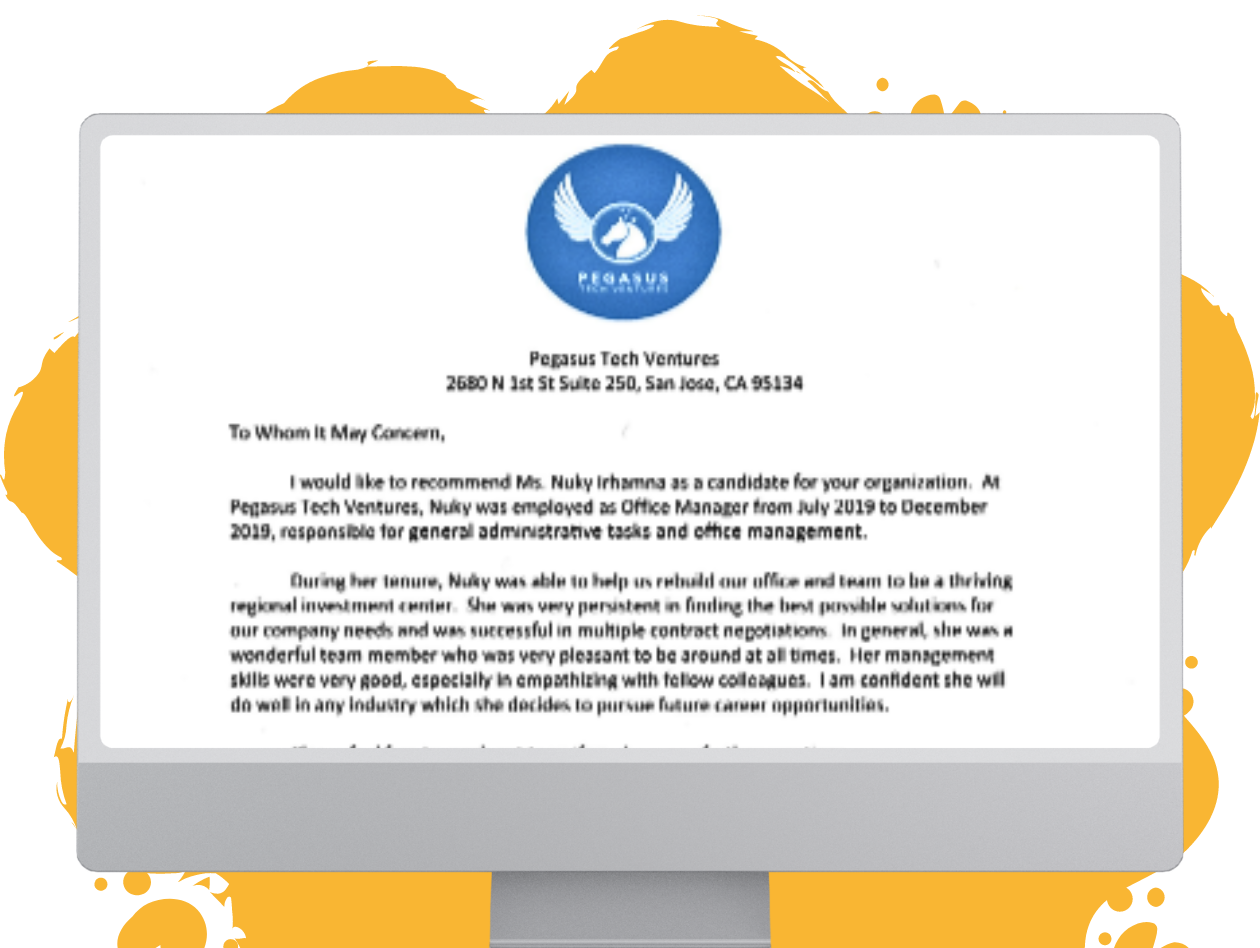 PEGASUS
TECH VENTURES
Pegasus Tech Ventures
2680 N 1st St Suite 250, San Jose, CA 95134
To Whom It May Concern,
I would like to recommend Ms. Nuky Irhamna as a candidate for your organization. At
Pegasus Tech Ventures, Nuky was employed as Office Manager from July 2019 to December
2019, responsible for general administrative tasks and office management.
During her tenure, Nuky was able to help us rebuild our office and team to be a thriving
regional investment center. She was very persistent in finding the best possible solutions for
our company needs and was successful in multiple contract negotiations. In general, she was a
wonderful team member who was very pleasant to be around at all times. Her management
skills were very good, especially in empathizing with fellow colleagues. I am confident she will
do well in any industry which she decides to pursue future career opportunities.